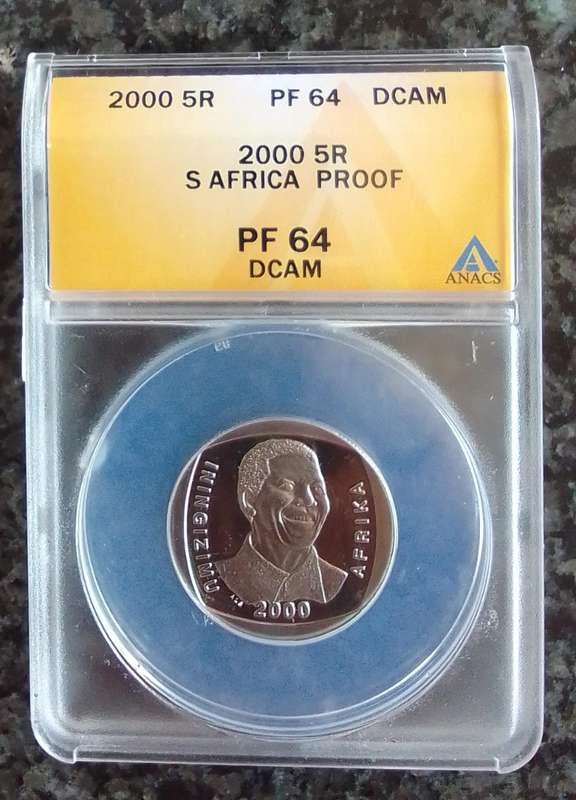 2000 5R PF 64 DCAM
2000 5R
S AFRICA PROOF
PF 64
DCAM
ANACS
ININGIZIMU
AFRIKA
2000